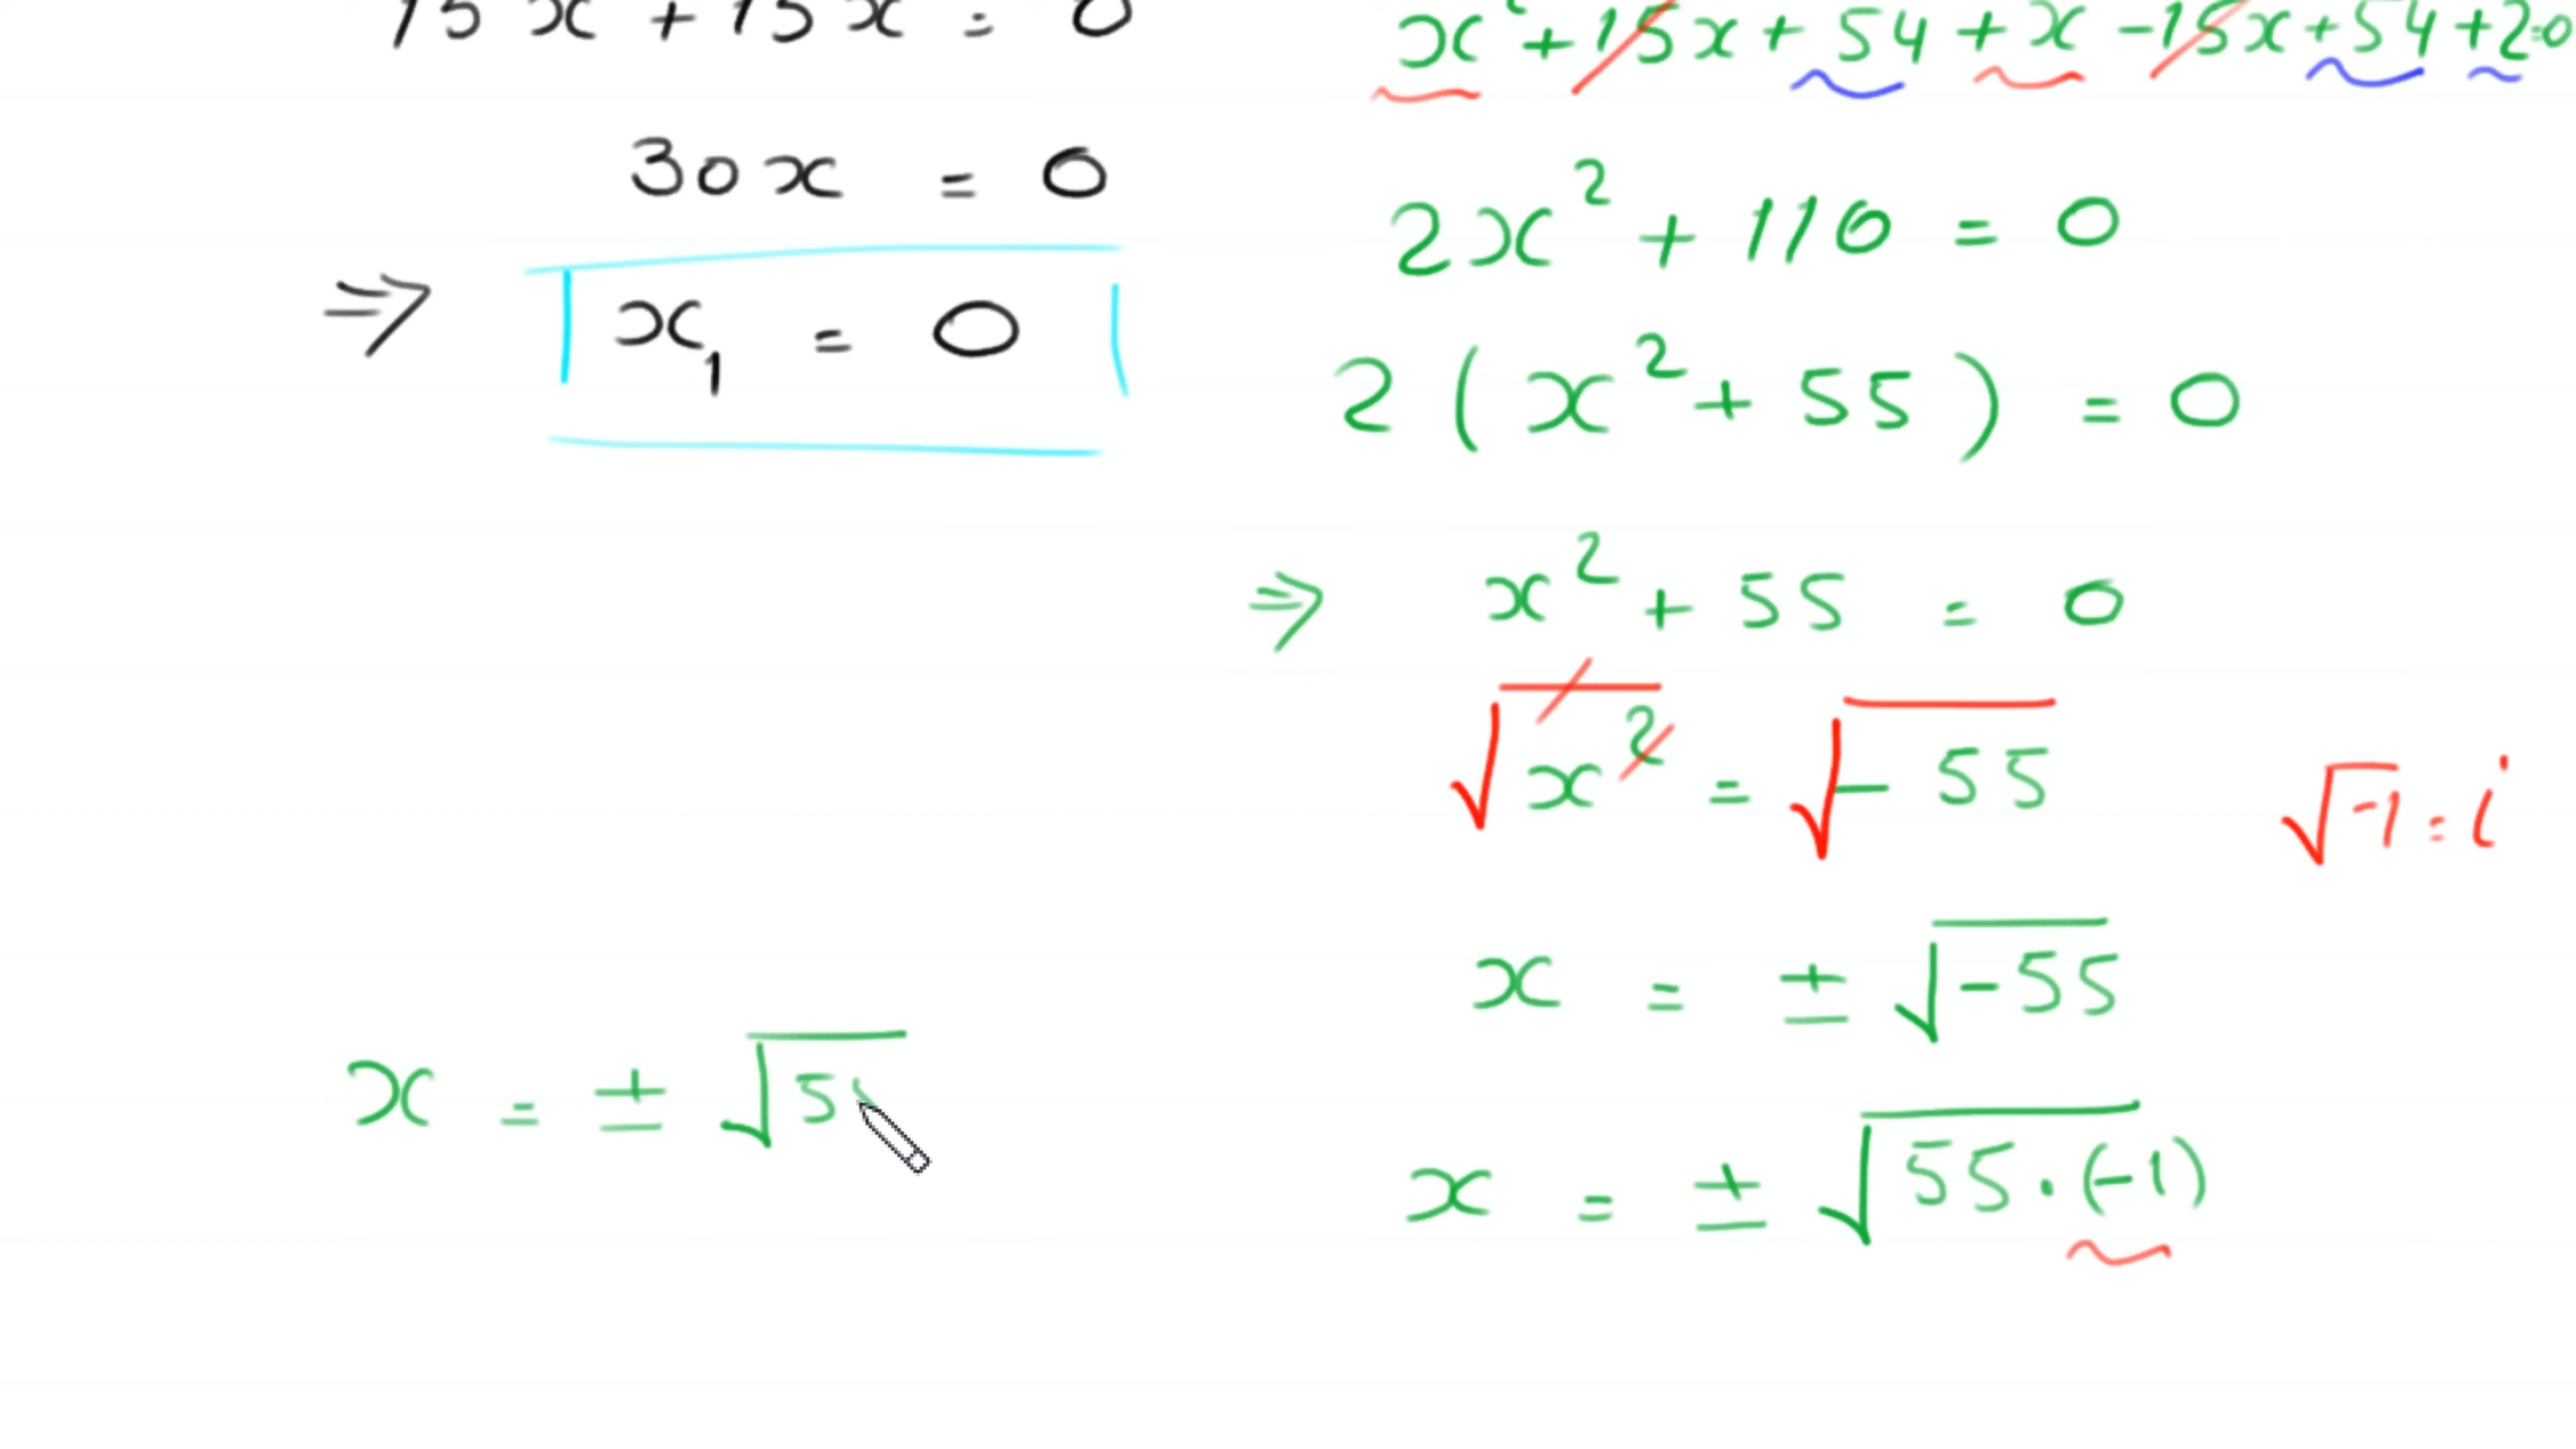 15x + 15x = 0
30x = 0
⇒ x₁ = 0
x² + 15x + 54 + x - 15x + 54 + 2 = 0
2x² + 110 = 0
2(x² + 55) = 0
⇒ x² + 55 = 0
√x² = √-55
√-1 = i
x = ± √-55
x = ± √55·(-1)
x = ± √5